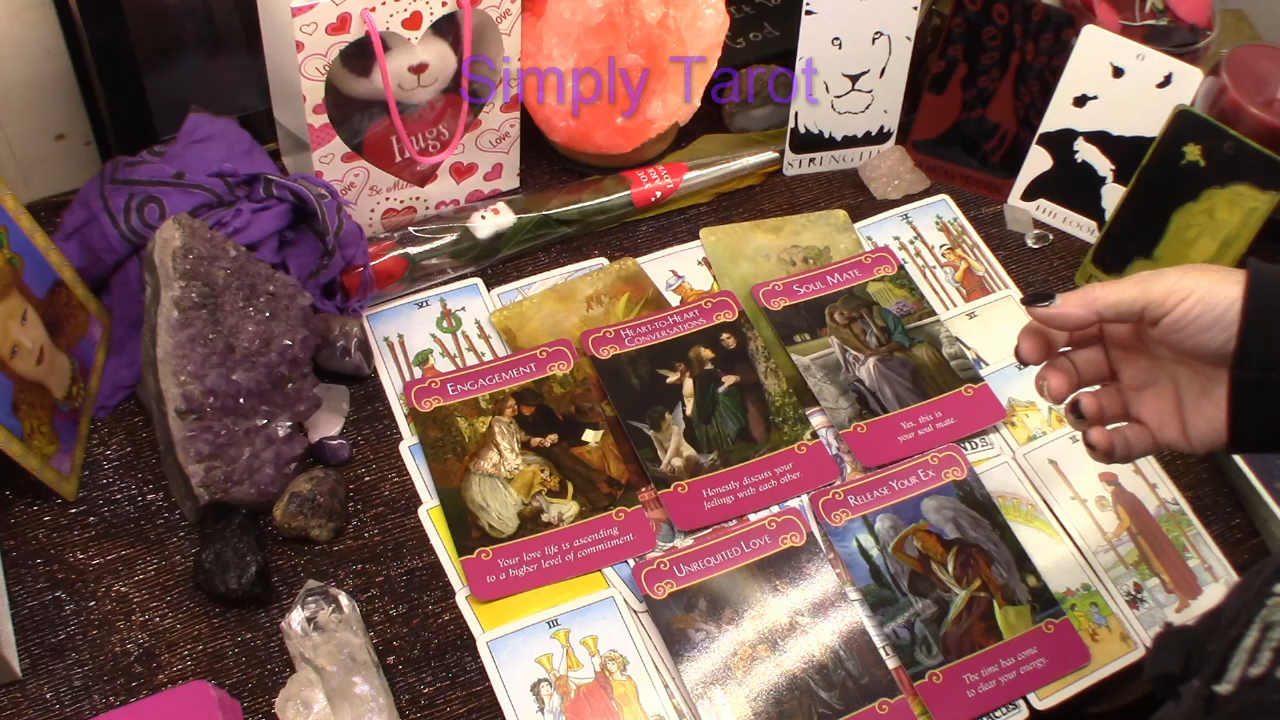 Simply Tarot
Love
Love
Hugs
Love
Be Min
God
STRENGTH
THE FOOL
VI
V
III
ENGAGEMENT
Your love life is ascending
to a higher level of commitment.
HEART-TO-HEART
CONVERSATIONS
Honestly discuss your
feelings with each other.
SOUL MATE
Yes, this is
your soul mate.
UNREQUITED LOVE
RELEASE YOUR EX
The time has come
to clear your energy.